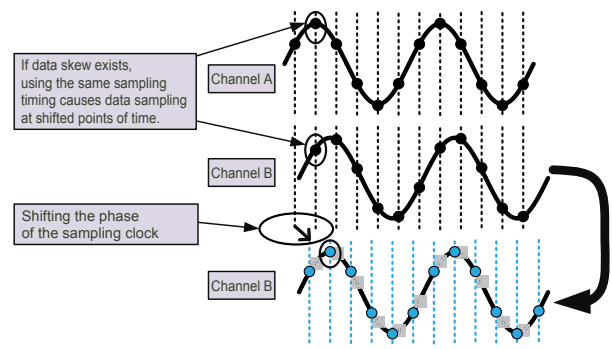 If data skew exists,
using the same sampling
timing causes data sampling
at shifted points of time.
Channel A
Channel B
Shifting the phase
of the sampling clock
Channel B